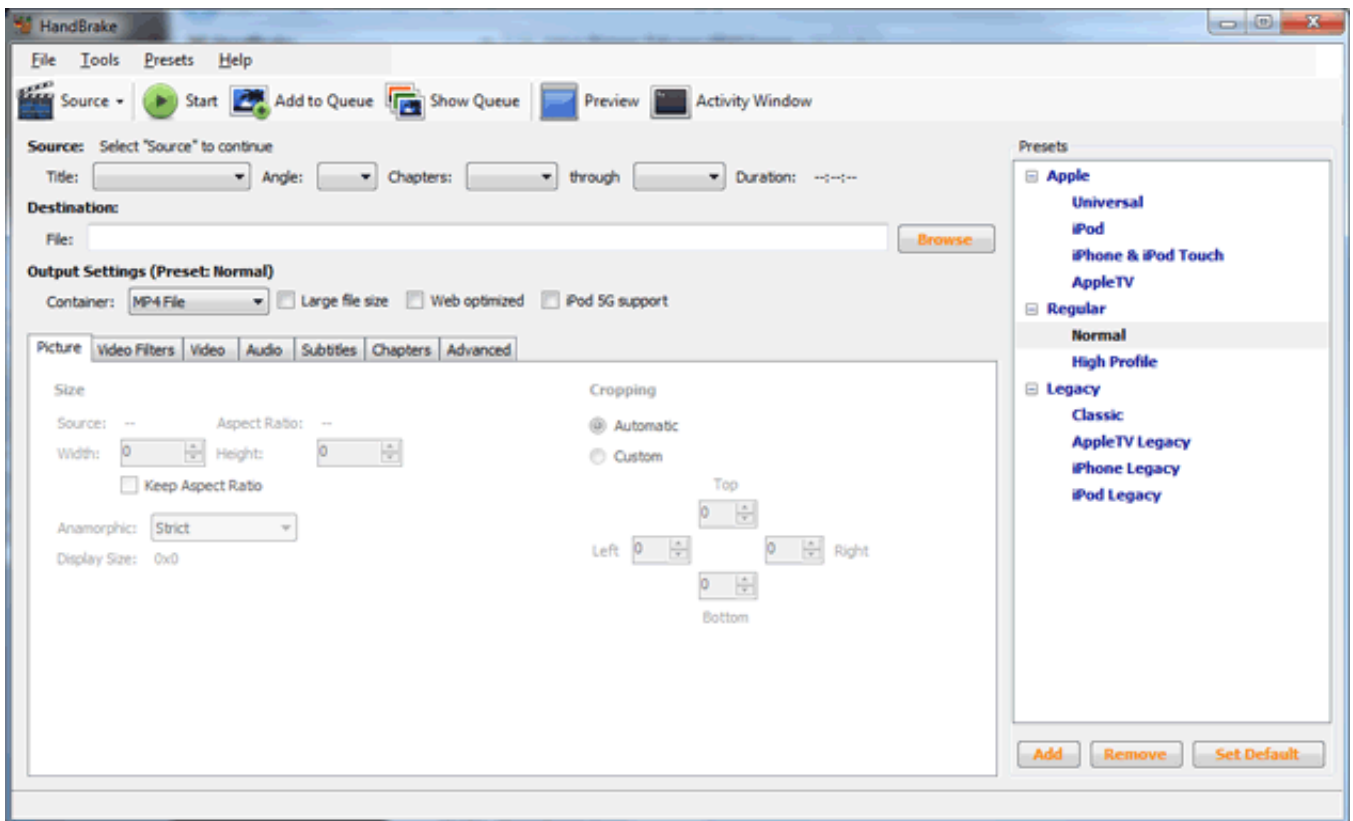 HandBrake
File Tools Presets Help
Source Start Add to Queue Show Queue Preview Activity Window
Source: Select "Source" to continue
Title: Angle: Chapters: through Duration: --:--:--
Destination:
File: Browse
Output Settings (Preset: Normal)
Container: MP4 File Large file size Web optimized iPod 5G support
Picture Video Filters Video Audio Subtitles Chapters Advanced
Size
Source: -- Aspect Ratio: --
Width: 0 Height: 0
Keep Aspect Ratio
Anamorphic: Strict
Display Size: 0x0
Cropping
Automatic
Custom
Top
0
Left 0 0 Right
0
Bottom
Presets
Apple
Universal
iPod
iPhone & iPod Touch
AppleTV
Regular
Normal
High Profile
Legacy
Classic
AppleTV Legacy
iPhone Legacy
iPod Legacy
Add Remove Set Default